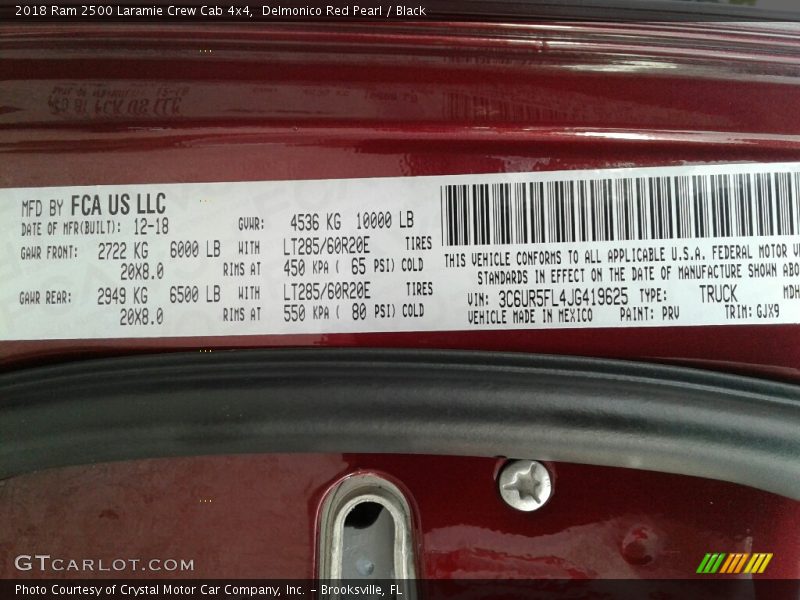 2018 Ram 2500 Laramie Crew Cab 4x4, Delmonico Red Pearl / Black
MFD BY FCA US LLC
DATE OF MFR(BUILT): 12-18 GVWR: 4536 KG 10000 LB
GAWR FRONT: 2722 KG 6000 LB WITH LT285/60R20E TIRES
20X8.0 RIMS AT 450 KPA ( 65 PSI) COLD
GAWR REAR: 2949 KG 6500 LB WITH LT285/60R20E TIRES
20X8.0 RIMS AT 550 KPA ( 80 PSI) COLD
THIS VEHICLE CONFORMS TO ALL APPLICABLE U.S.A. FEDERAL MOTOR VE
STANDARDS IN EFFECT ON THE DATE OF MANUFACTURE SHOWN ABO
VIN: 3C6UR5FL4JG419625 TYPE: TRUCK MDH
VEHICLE MADE IN MEXICO PAINT: PRV TRIM: GJX9
GTCARLOT.COM
Photo Courtesy of Crystal Motor Car Company, Inc. – Brooksville, FL